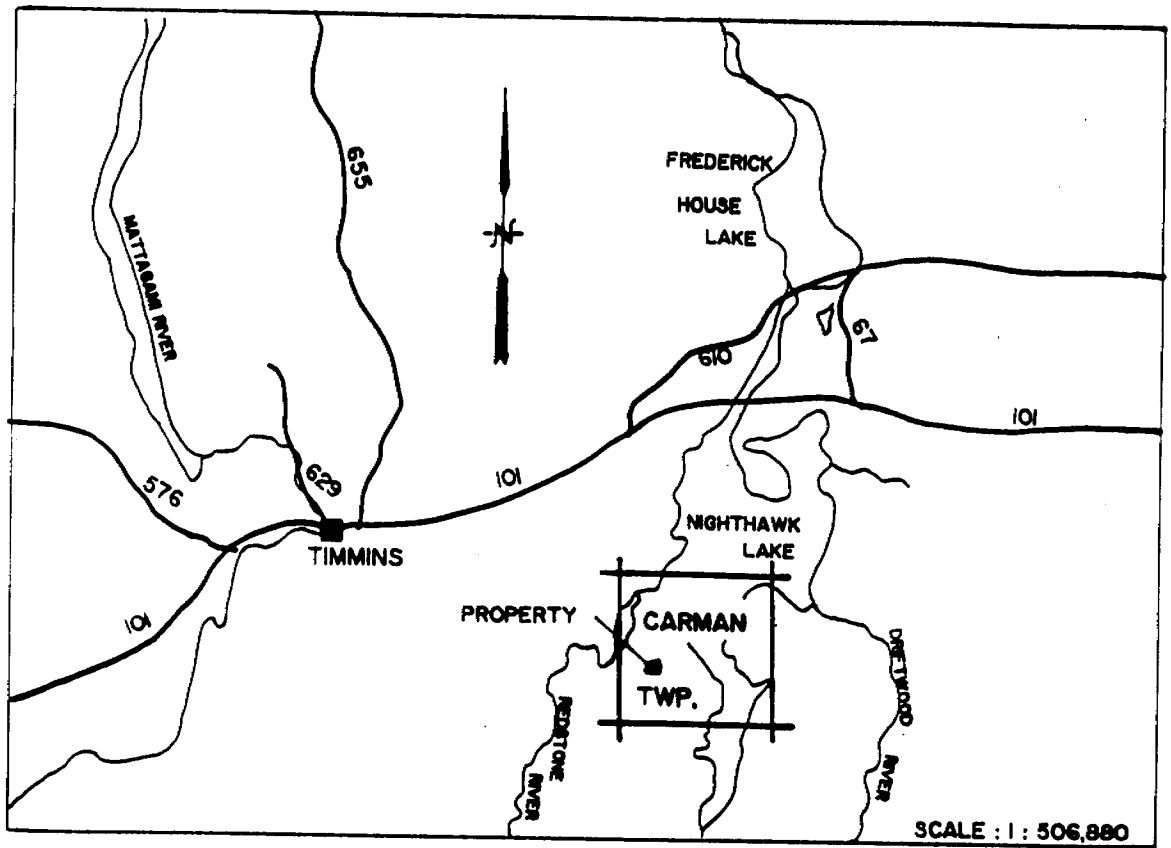 655
FREDERICK
HOUSE
LAKE
MATTAGAMI RIVER
N
67
610
101
101
576
629
TIMMINS
NIGHTHAWK
LAKE
101
PROPERTY
CARMAN
TWP.
REDSTONE
RIVER
DRIFTWOOD
RIVER
SCALE : 1 : 506,880